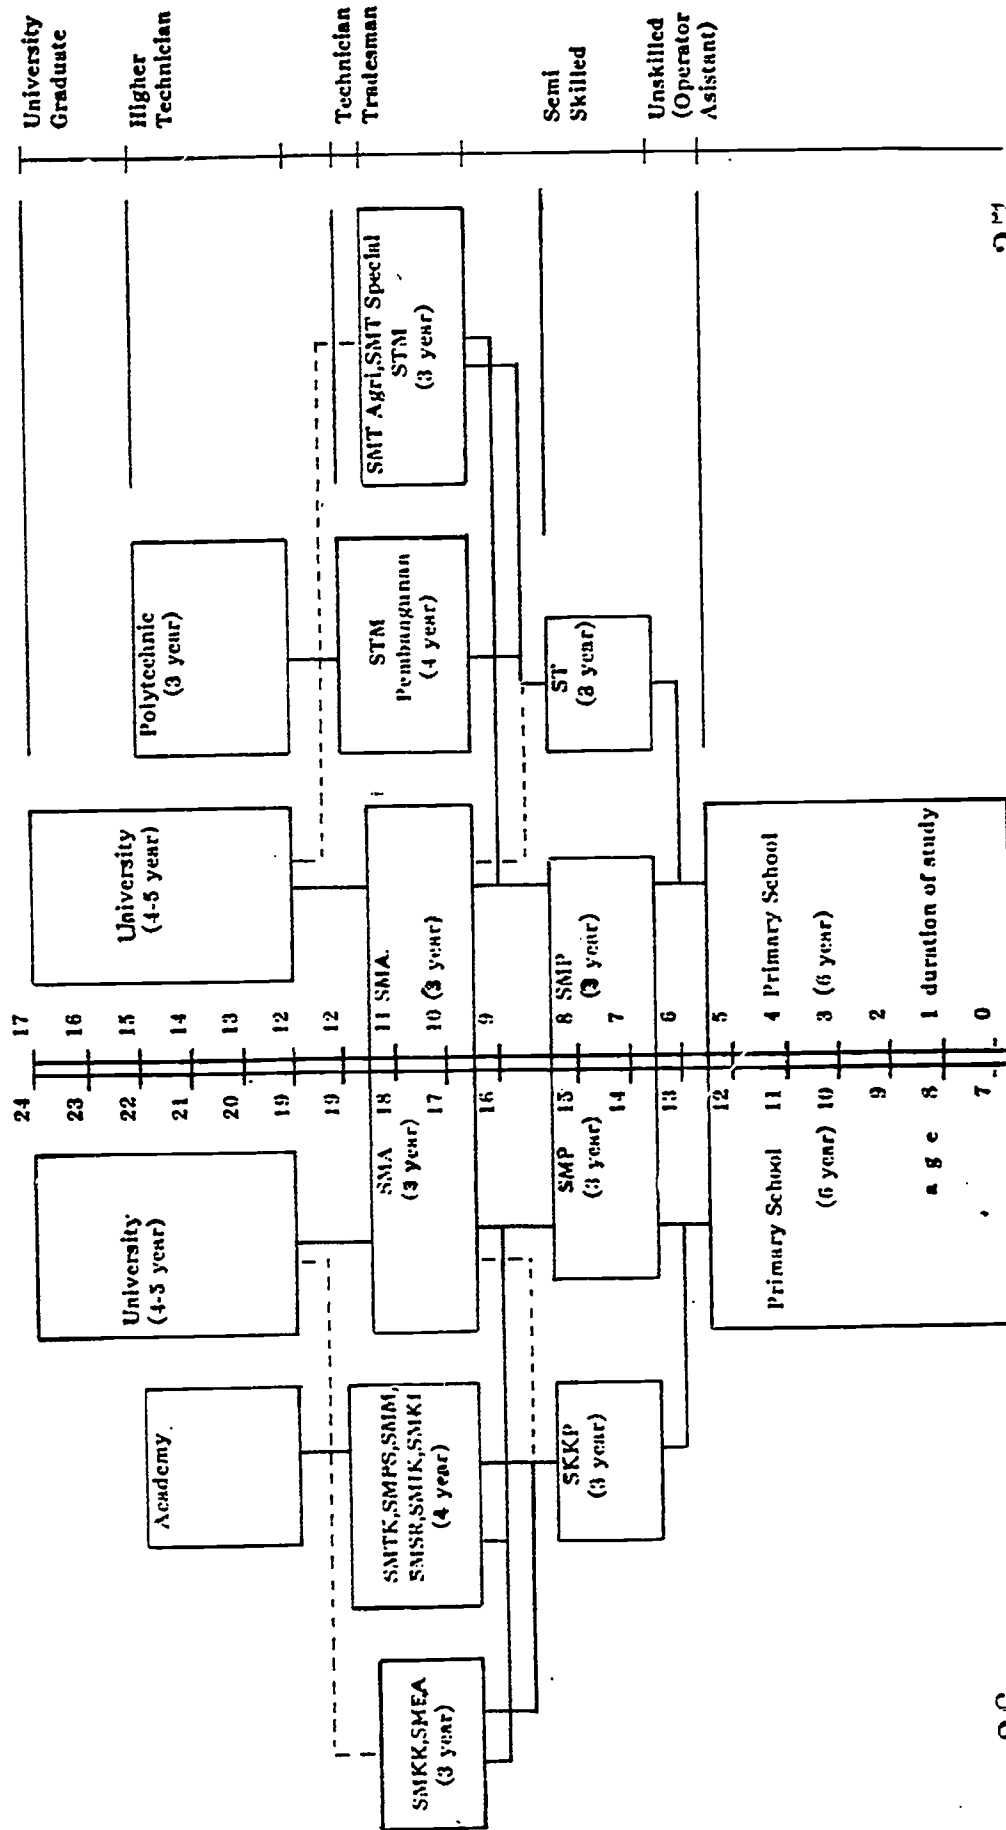 University
Graduate
Higher
Technician
Technician
Tradesman
Semi
Skilled
Unskilled
(Operator
Asistant)
Academy
University
(4-5 year)
University
(4-5 year)
Polytechnic
(3 year)
SMKK,SMEA
(3 year)
SMTK,SMPS,SMM,
SMSR,SMIK,SMKI
(4 year)
SMA
(3 year)
SMA.
(3 year)
STM
Pembangunan
(4 year)
SMT Agri,SMT Special
STM
(3 year)
SKKP
(3 year)
SMP
(3 year)
SMP
(3 year)
ST
(3 year)
Primary School
(6 year)
Primary School
(6 year)
age
duration of study
24 17
23 16
22 15
21 14
20 13
19 12
19 12
18 11
17 10
16 9
15 8
14 7
13 6
12 5
11 4
10 3
9 2
8 1
7 0